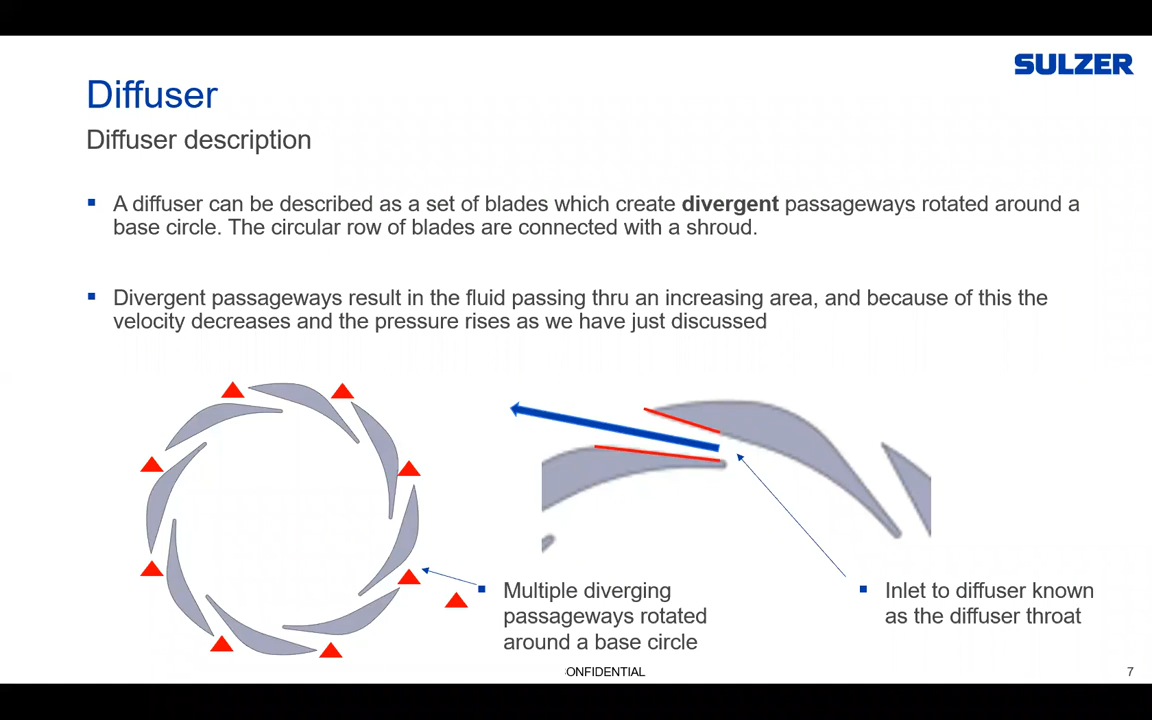 SULZER
Diffuser
Diffuser description
A diffuser can be described as a set of blades which create divergent passageways rotated around a
base circle. The circular row of blades are connected with a shroud.
Divergent passageways result in the fluid passing thru an increasing area, and because of this the
velocity decreases and the pressure rises as we have just discussed
Multiple diverging
passageways rotated
around a base circle
Inlet to diffuser known
as the diffuser throat
ONFIDENTIAL
7